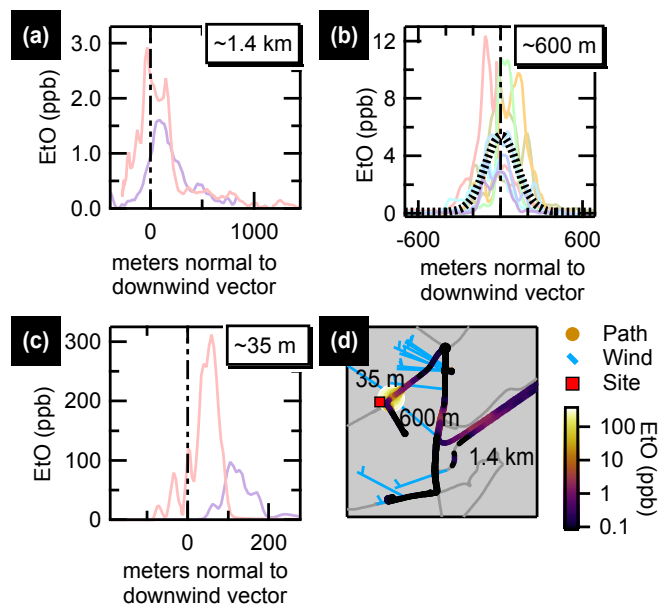 (a)
~1.4 km
3.0
2.0
1.0
0.0
EtO (ppb)
0
1000
meters normal to
downwind vector
(b)
~600 m
12
8
4
0
EtO (ppb)
-600
600
meters normal to
downwind vector
(c)
~35 m
300
200
100
0
EtO (ppb)
0
200
meters normal to
downwind vector
(d)
35 m
600 m
1.4 km
Path
Wind
Site
100
10
1
0.1
EtO (ppb)